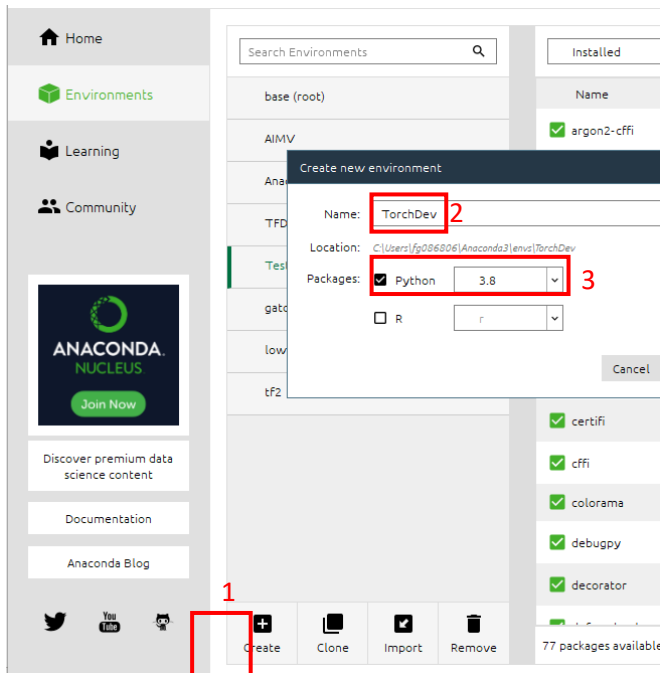 Home
Environments
Learning
Community
ANACONDA.
NUCLEUS
Join Now
Discover premium data
science content
Documentation
Anaconda Blog
You
Tube
1
Search Environments
base (root)
AIMV
Ana
TFD
Test
gato
low
tf2
Create
Clone
Import
Remove
Create new environment
Name:
TorchDev
2
Location:
C:\Users\fg086806\Anaconda3\envs\TorchDev
Packages:
Python
3.8
3
R
r
Cancel
Installed
Name
argon2-cffi
certifi
cffi
colorama
debugpy
decorator
77 packages available